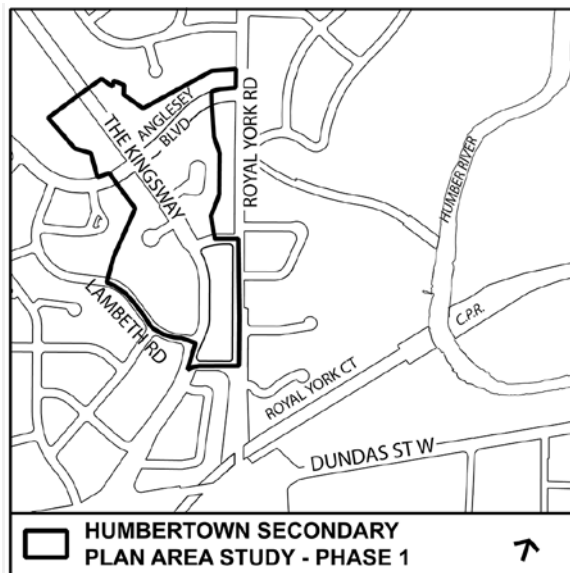 ANGLESEY
BLVD
THE KINGSWAY
ROYAL YORK RD
HUMBER RIVER
LAMBETH RD
C.P.R.
ROYAL YORK CT
DUNDAS ST W
HUMBERTOWN SECONDARY
PLAN AREA STUDY - PHASE 1